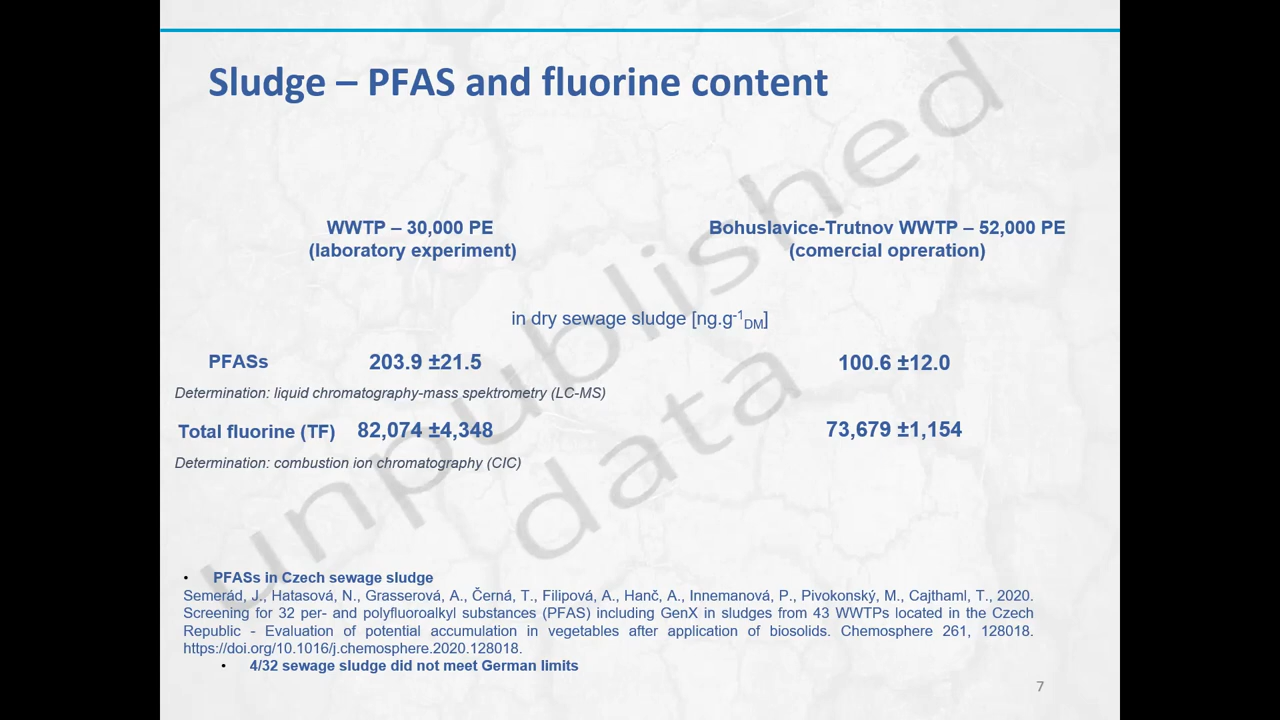 Sludge – PFAS and fluorine content
WWTP – 30,000 PE
(laboratory experiment)
Bohuslavice-Trutnov WWTP – 52,000 PE
(comercial opreration)
in dry sewage sludge [ng.g-1DM]
PFASs 203.9 ±21.5 100.6 ±12.0
Determination: liquid chromatography-mass spektrometry (LC-MS)
Total fluorine (TF) 82,074 ±4,348 73,679 ±1,154
Determination: combustion ion chromatography (CIC)
unpublished
data
• PFASs in Czech sewage sludge
Semerád, J., Hatasová, N., Grasserová, A., Černá, T., Filipová, A., Hanč, A., Innemanová, P., Pivokonský, M., Cajthaml, T., 2020.
Screening for 32 per- and polyfluoroalkyl substances (PFAS) including GenX in sludges from 43 WWTPs located in the Czech
Republic - Evaluation of potential accumulation in vegetables after application of biosolids. Chemosphere 261, 128018.
https://doi.org/10.1016/j.chemosphere.2020.128018.
• 4/32 sewage sludge did not meet German limits
7